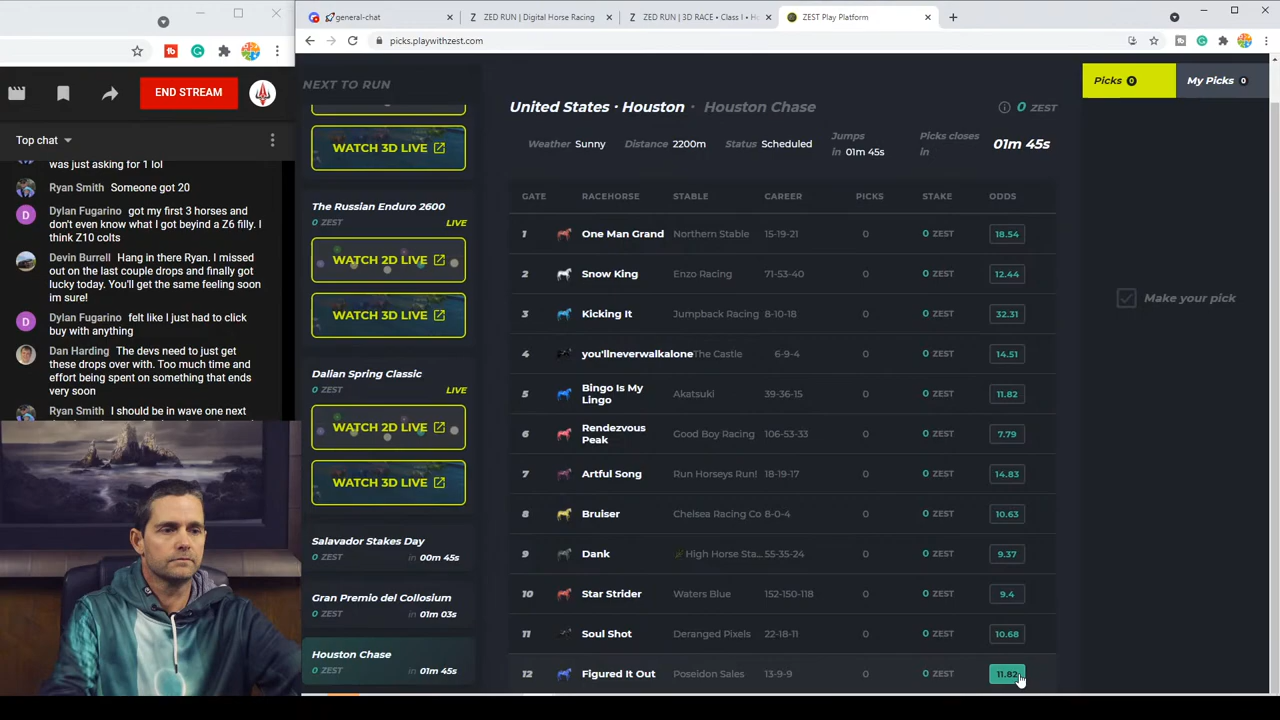 general-chat
ZED RUN | Digital Horse Racing
ZED RUN | 3D RACE • Class I • H
ZEST Play Platform
picks.playwithzest.com
END STREAM
Top chat
was just asking for 1 lol
Ryan Smith Someone got 20
Dylan Fugarino got my first 3 horses and
don't even know what I got beyind a Z6 filly. I
think Z10 colts
Devin Burrell Hang in there Ryan. I missed
out on the last couple drops and finally got
lucky today. You'll get the same feeling soon
im sure!
Dylan Fugarino felt like I just had to click
buy with anything
Dan Harding The devs need to just get
these drops over with. Too much time and
effort being spent on something that ends
very soon
Ryan Smith I should be in wave one next
NEXT TO RUN
WATCH 3D LIVE
The Russian Enduro 2600
0 ZEST LIVE
WATCH 2D LIVE
WATCH 3D LIVE
Dalian Spring Classic
0 ZEST LIVE
WATCH 2D LIVE
WATCH 3D LIVE
Salavador Stakes Day
0 ZEST in 00m 45s
Gran Premio del Collosium
0 ZEST in 01m 03s
Houston Chase
0 ZEST in 01m 45s
United States · Houston · Houston Chase
0 ZEST
Weather Sunny Distance 2200m Status Scheduled Jumps in 01m 45s Picks closes in 01m 45s
GATE RACEHORSE STABLE CAREER PICKS STAKE ODDS
1 One Man Grand Northern Stable 15-19-21 0 0 ZEST 18.54
2 Snow King Enzo Racing 71-53-40 0 0 ZEST 12.44
3 Kicking It Jumpback Racing 8-10-18 0 0 ZEST 32.31
4 you'llneverwalkalone The Castle 6-9-4 0 0 ZEST 14.51
5 Bingo Is My Lingo Akatsuki 39-36-15 0 0 ZEST 11.82
6 Rendezvous Peak Good Boy Racing 106-53-33 0 0 ZEST 7.79
7 Artful Song Run Horseys Run! 18-19-17 0 0 ZEST 14.83
8 Bruiser Chelsea Racing Co 8-0-4 0 0 ZEST 10.63
9 Dank High Horse Sta... 55-35-24 0 0 ZEST 9.37
10 Star Strider Waters Blue 152-150-118 0 0 ZEST 9.4
11 Soul Shot Deranged Pixels 22-18-11 0 0 ZEST 10.68
12 Figured It Out Poseidon Sales 13-9-9 0 0 ZEST 11.82
Picks 0
My Picks 0
Make your pick